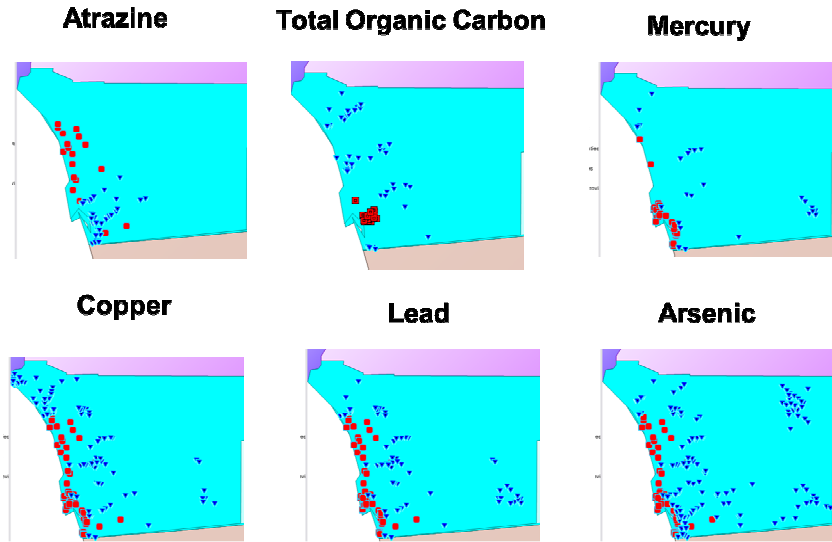 Atrazine
Total Organic Carbon
Mercury
Copper
Lead
Arsenic